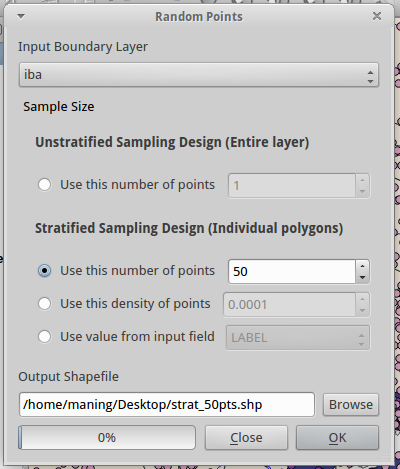 Random Points
Input Boundary Layer
iba
Sample Size
Unstratified Sampling Design (Entire layer)
Use this number of points 1
Stratified Sampling Design (Individual polygons)
Use this number of points 50
Use this density of points 0.0001
Use value from input field LABEL
Output Shapefile
/home/maning/Desktop/strat_50pts.shp Browse
0% Close OK